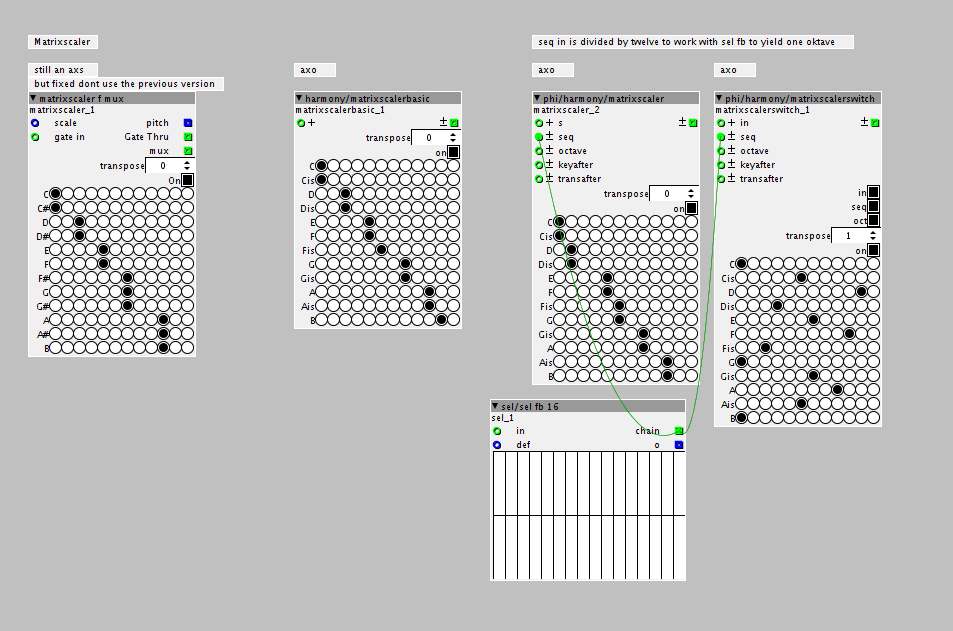 Matrixscaler
seq in is divided by twelve to work with sel fb to yield one oktave
still an axs
but fixed dont use the previous version
axo
axo
axo
matrixscaler f mux
matrixscaler_1
scale pitch
gate in Gate Thru
mux
transpose 0
On
C
C#
D
D#
E
F
F#
G
G#
A
A#
B
harmony/matrixscalerbasic
matrixscalerbasic_1
+ ±
transpose 0
on
C
Cis
D
Dis
E
F
Fis
G
Gis
A
Ais
B
phi/harmony/matrixscaler
matrixscaler_2
+ s ±
± seq
± octave
± keyafter
± transafter
transpose 0
on
C
Cis
D
Dis
E
F
Fis
G
Gis
A
Ais
B
phi/harmony/matrixscalerswitch
matrixscalerswitch_1
+ in ±
± seq
± octave
± keyafter
± transafter
in
seq
oct
transpose 1
on
C
Cis
D
Dis
E
F
Fis
G
Gis
A
Ais
B
sel/sel fb 16
sel_1
in chain
def o